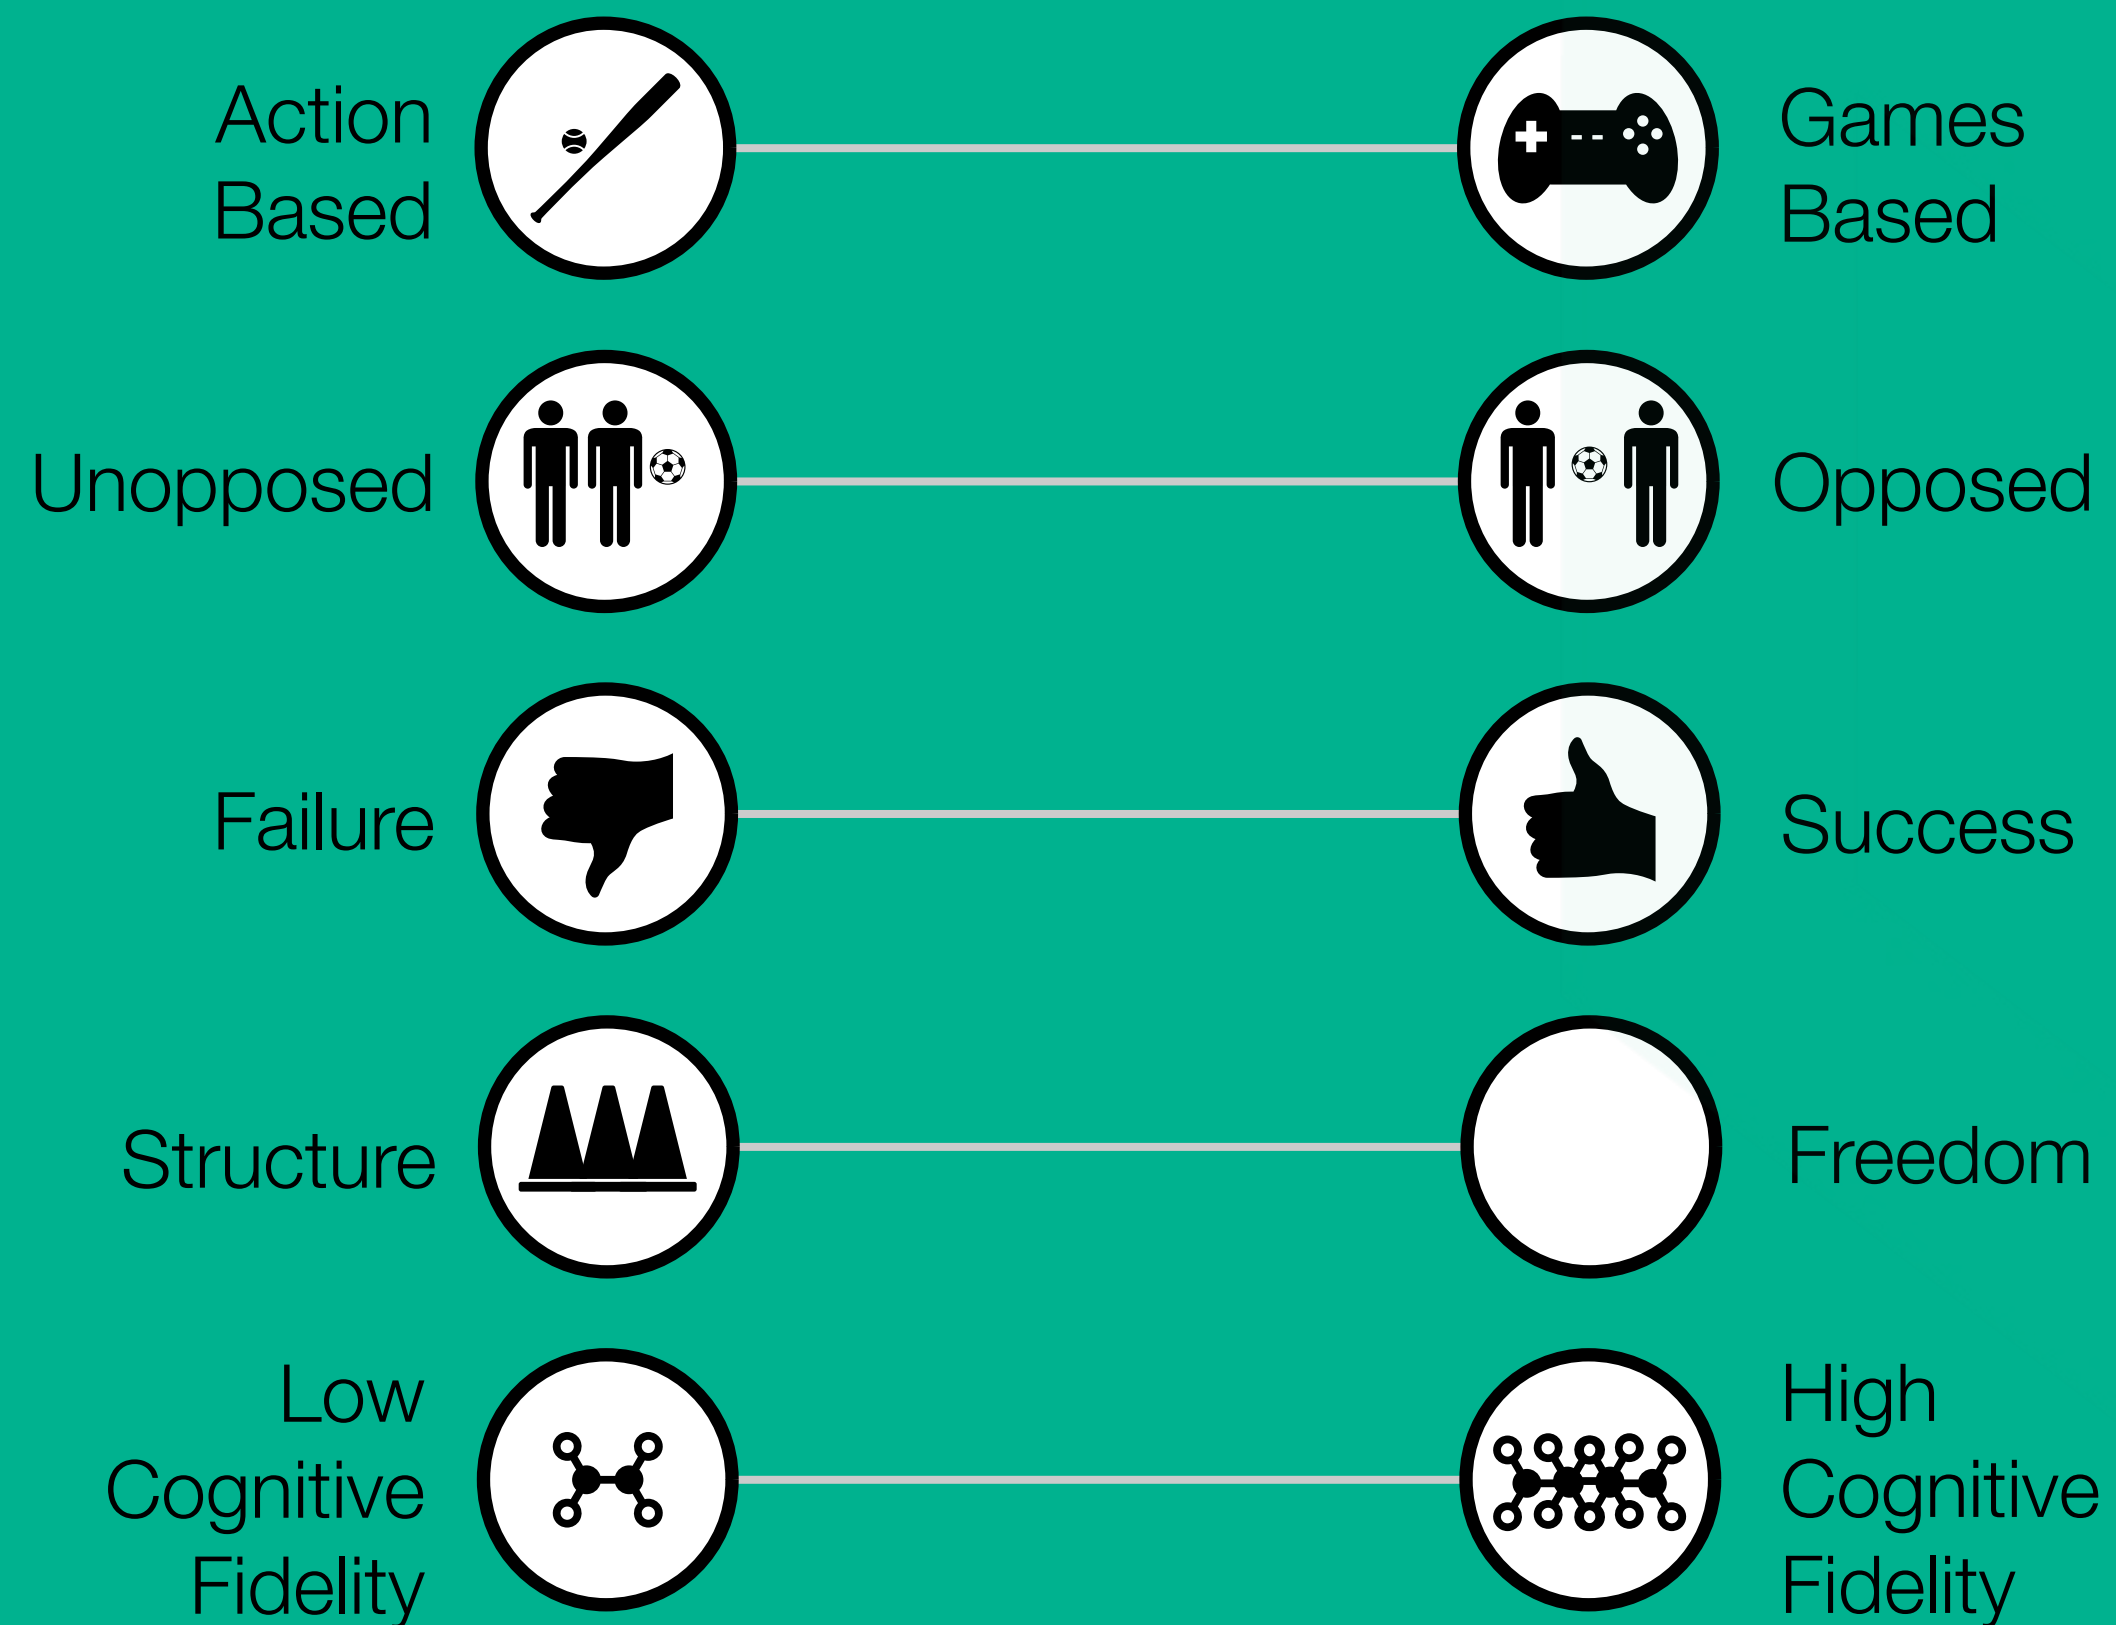 Action
Based
Games
Based
Unopposed
Opposed
Failure
Success
Structure
Freedom
Low
Cognitive
Fidelity
High
Cognitive
Fidelity